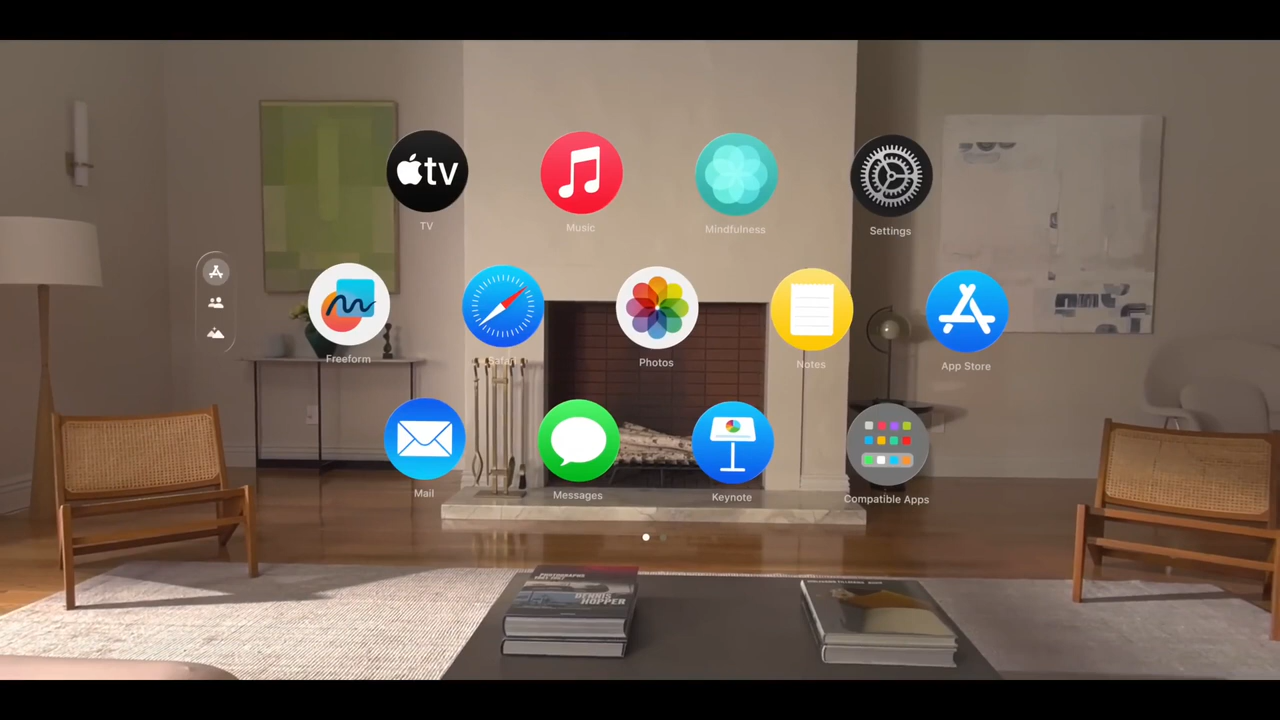 tv
TV
Music
Mindfulness
Settings
Freeform
Safari
Photos
Notes
App Store
Mail
Messages
Keynote
Compatible Apps
DENNIS
HOPPER